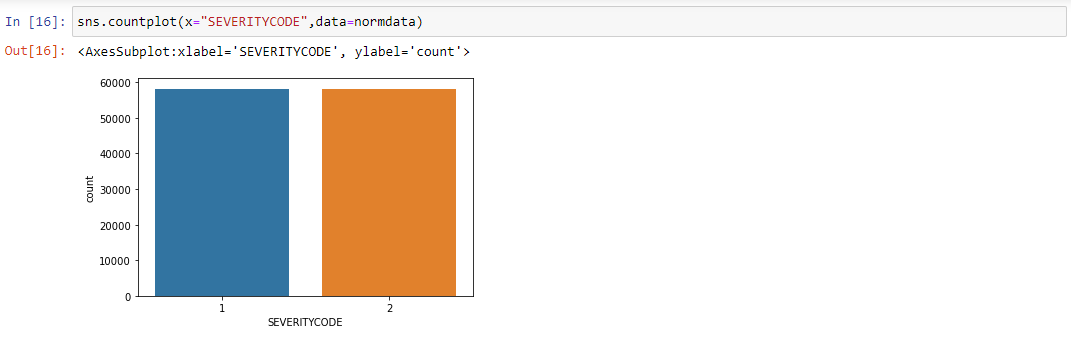 In [16]: sns.countplot(x="SEVERITYCODE",data=normdata)
Out[16]: <AxesSubplot:xlabel='SEVERITYCODE', ylabel='count'>
60000
50000
40000
30000
20000
10000
0
count
1 2
SEVERITYCODE